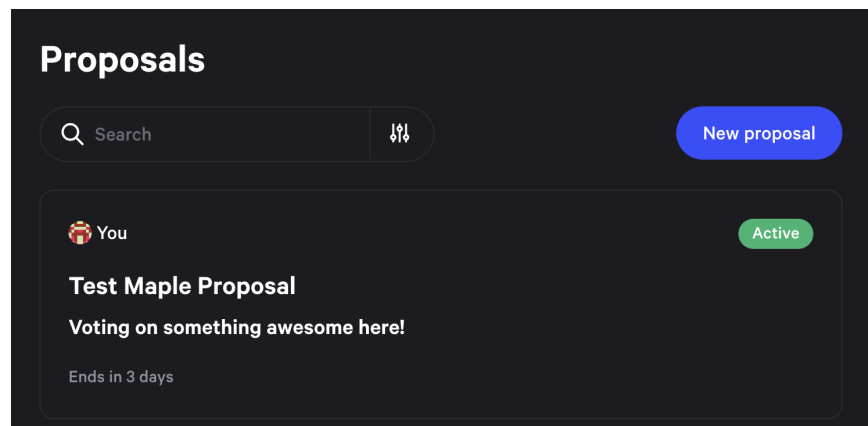 Proposals
Search
New proposal
You
Active
Test Maple Proposal
Voting on something awesome here!
Ends in 3 days